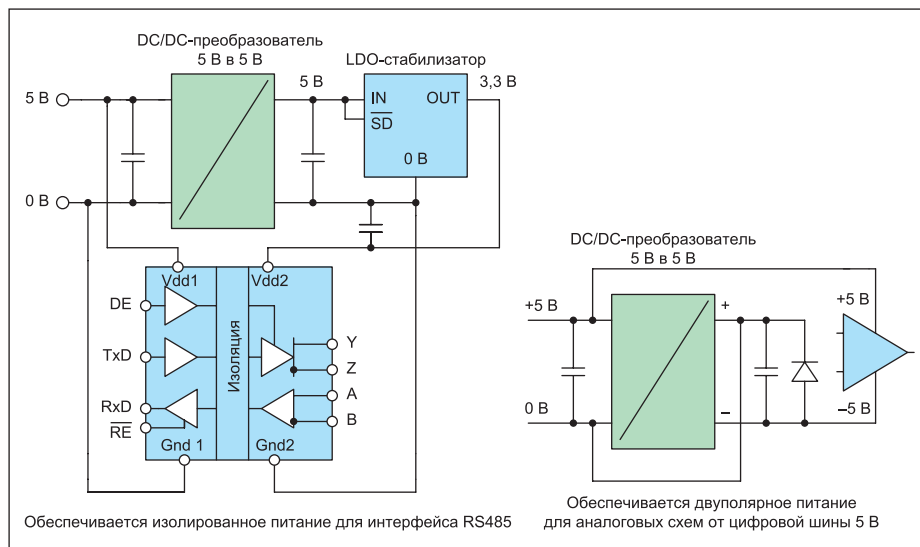 DC/DC-преобразователь
5 В в 5 В
LDO-стабилизатор
5 В
5 В
3,3 В
IN
OUT
SD
0 В
0 В
Vdd1
Vdd2
DE
TxD
RxD
RE
Изоляция
Y
Z
A
B
Gnd 1
Gnd2
Обеспечивается изолированное питание для интерфейса RS485
DC/DC-преобразователь
5 В в 5 В
+5 В
+
+5 В
0 В
–
–5 В
Обеспечивается двуполярное питание
для аналоговых схем от цифровой шины 5 В